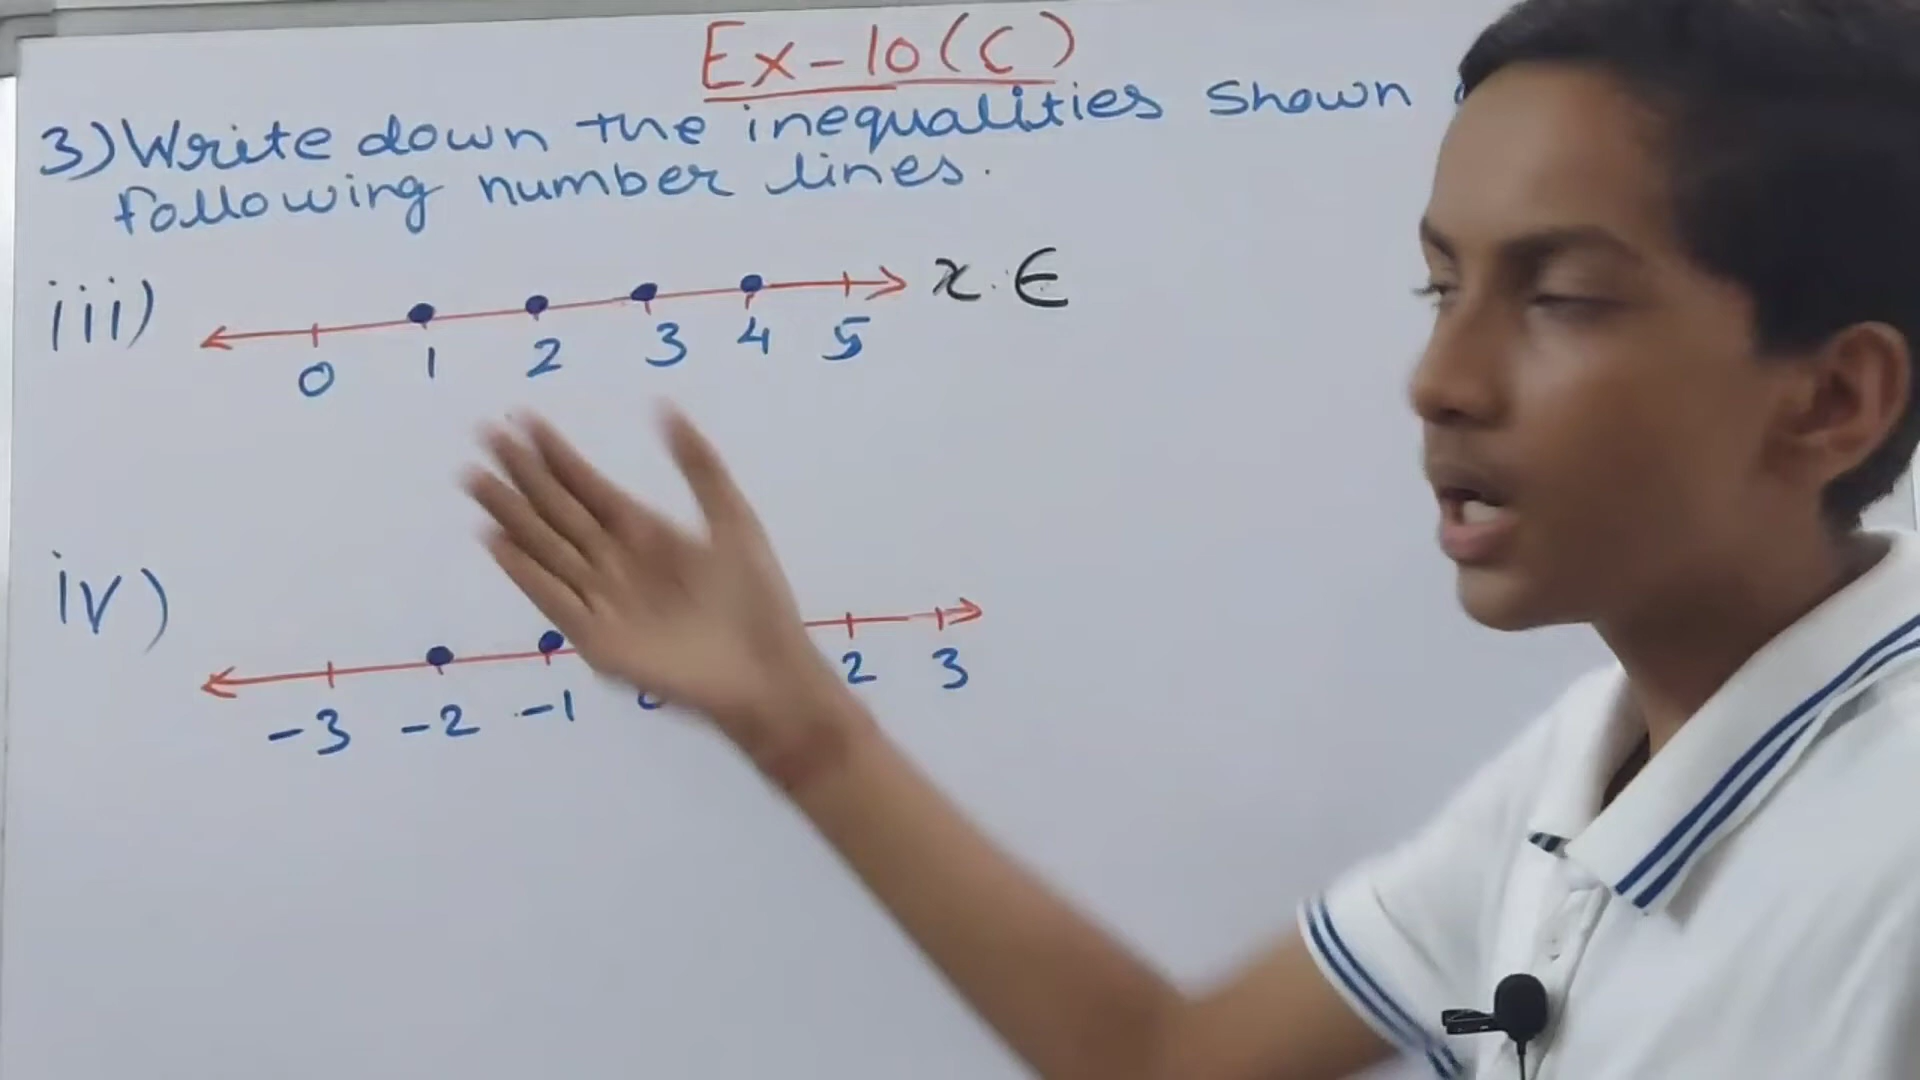 Ex-10(C)
3) Write down the inequalities shown
following number lines.
iii)
x ∈
0 1 2 3 4 5
iv)
-3 -2 -1 2 3